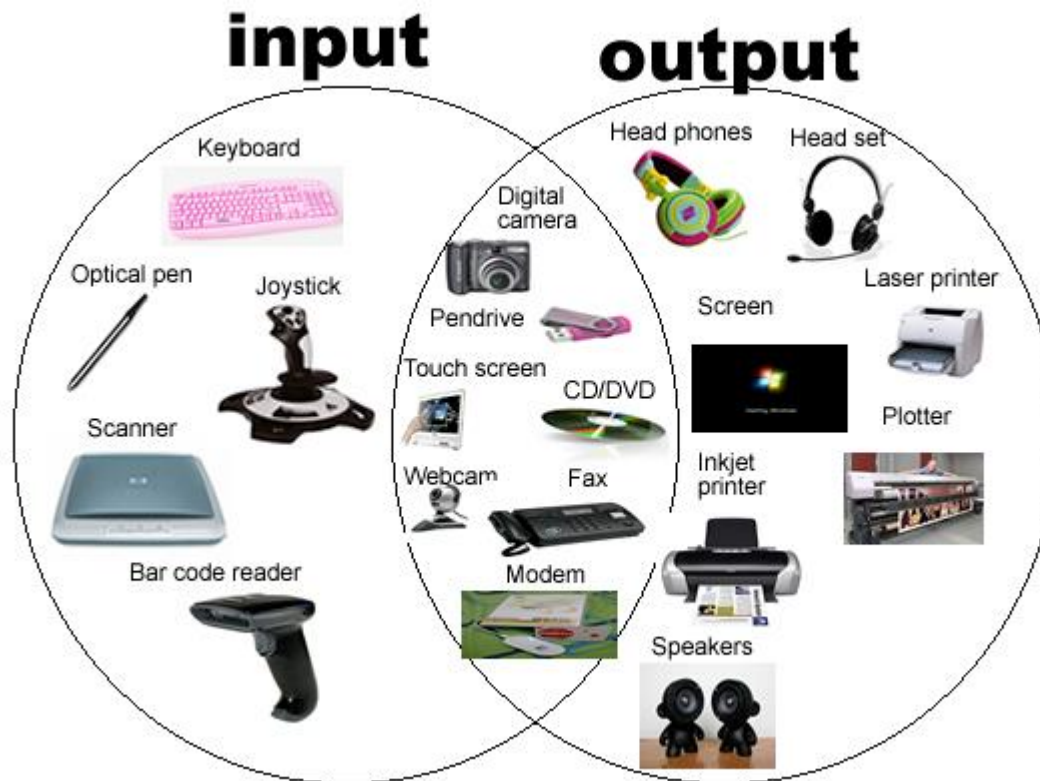 input
output
Keyboard
Optical pen
Joystick
Scanner
Bar code reader
Digital
camera
Pendrive
Touch screen
CD/DVD
Webcam
Fax
Modem
Head phones
Head set
Laser printer
Screen
Plotter
Inkjet
printer
Speakers